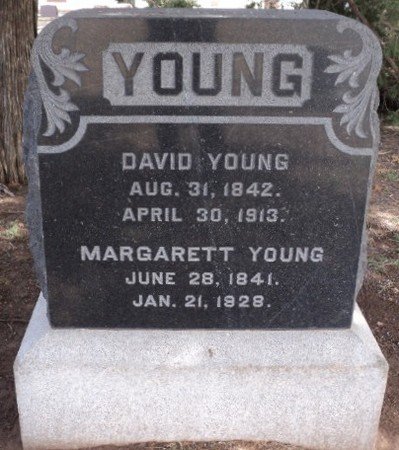 YOUNG
DAVID YOUNG
AUG. 31, 1842.
APRIL 30, 1913.
MARGARETT YOUNG
JUNE 28, 1841.
JAN. 21, 1928.